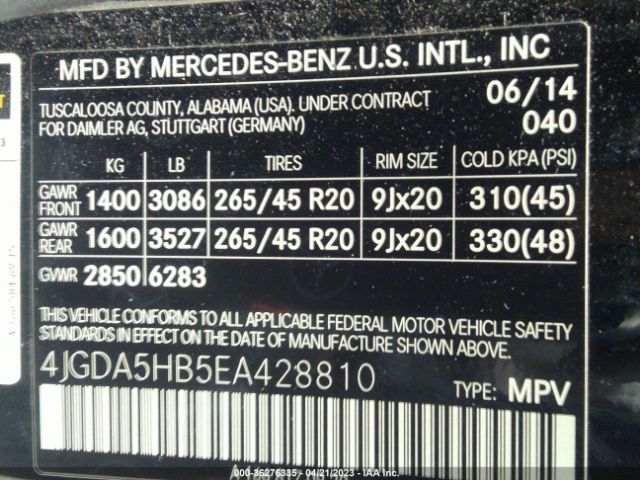 MFD BY MERCEDES-BENZ U.S. INTL., INC
TUSCALOOSA COUNTY, ALABAMA (USA). UNDER CONTRACT 06/14
FOR DAIMLER AG, STUTTGART (GERMANY) 040
KG LB TIRES RIM SIZE COLD KPA (PSI)
GAWR FRONT 1400 3086 265/45 R20 9Jx20 310(45)
GAWR REAR 1600 3527 265/45 R20 9Jx20 330(48)
GVWR 2850 6283
THIS VEHICLE CONFORMS TO ALL APPLICABLE FEDERAL MOTOR VEHICLE SAFETY
STANDARDS IN EFFECT ON THE DATE OF MANUFACTURE SHOWN ABOVE.
4JGDA5HB5EA428810 TYPE: MPV
000-36276335 - 04/21/2023 - IAA Inc.